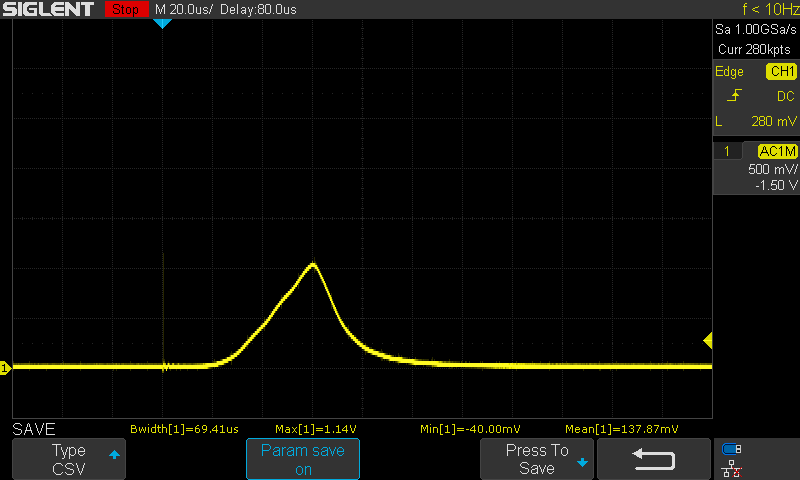 SIGLENT Stop M 20.0us/ Delay:80.0us f < 10Hz
Sa 1.00GSa/s
Curr 280kpts
Edge CH1
DC
L 280 mV
1 AC1M
500 mV/
-1.50 V
1
SAVE Bwidth[1]=69.41us Max[1]=1.14V Min[1]=-40.00mV Mean[1]=137.87mV
Type
CSV
Param save
on
Press To
Save